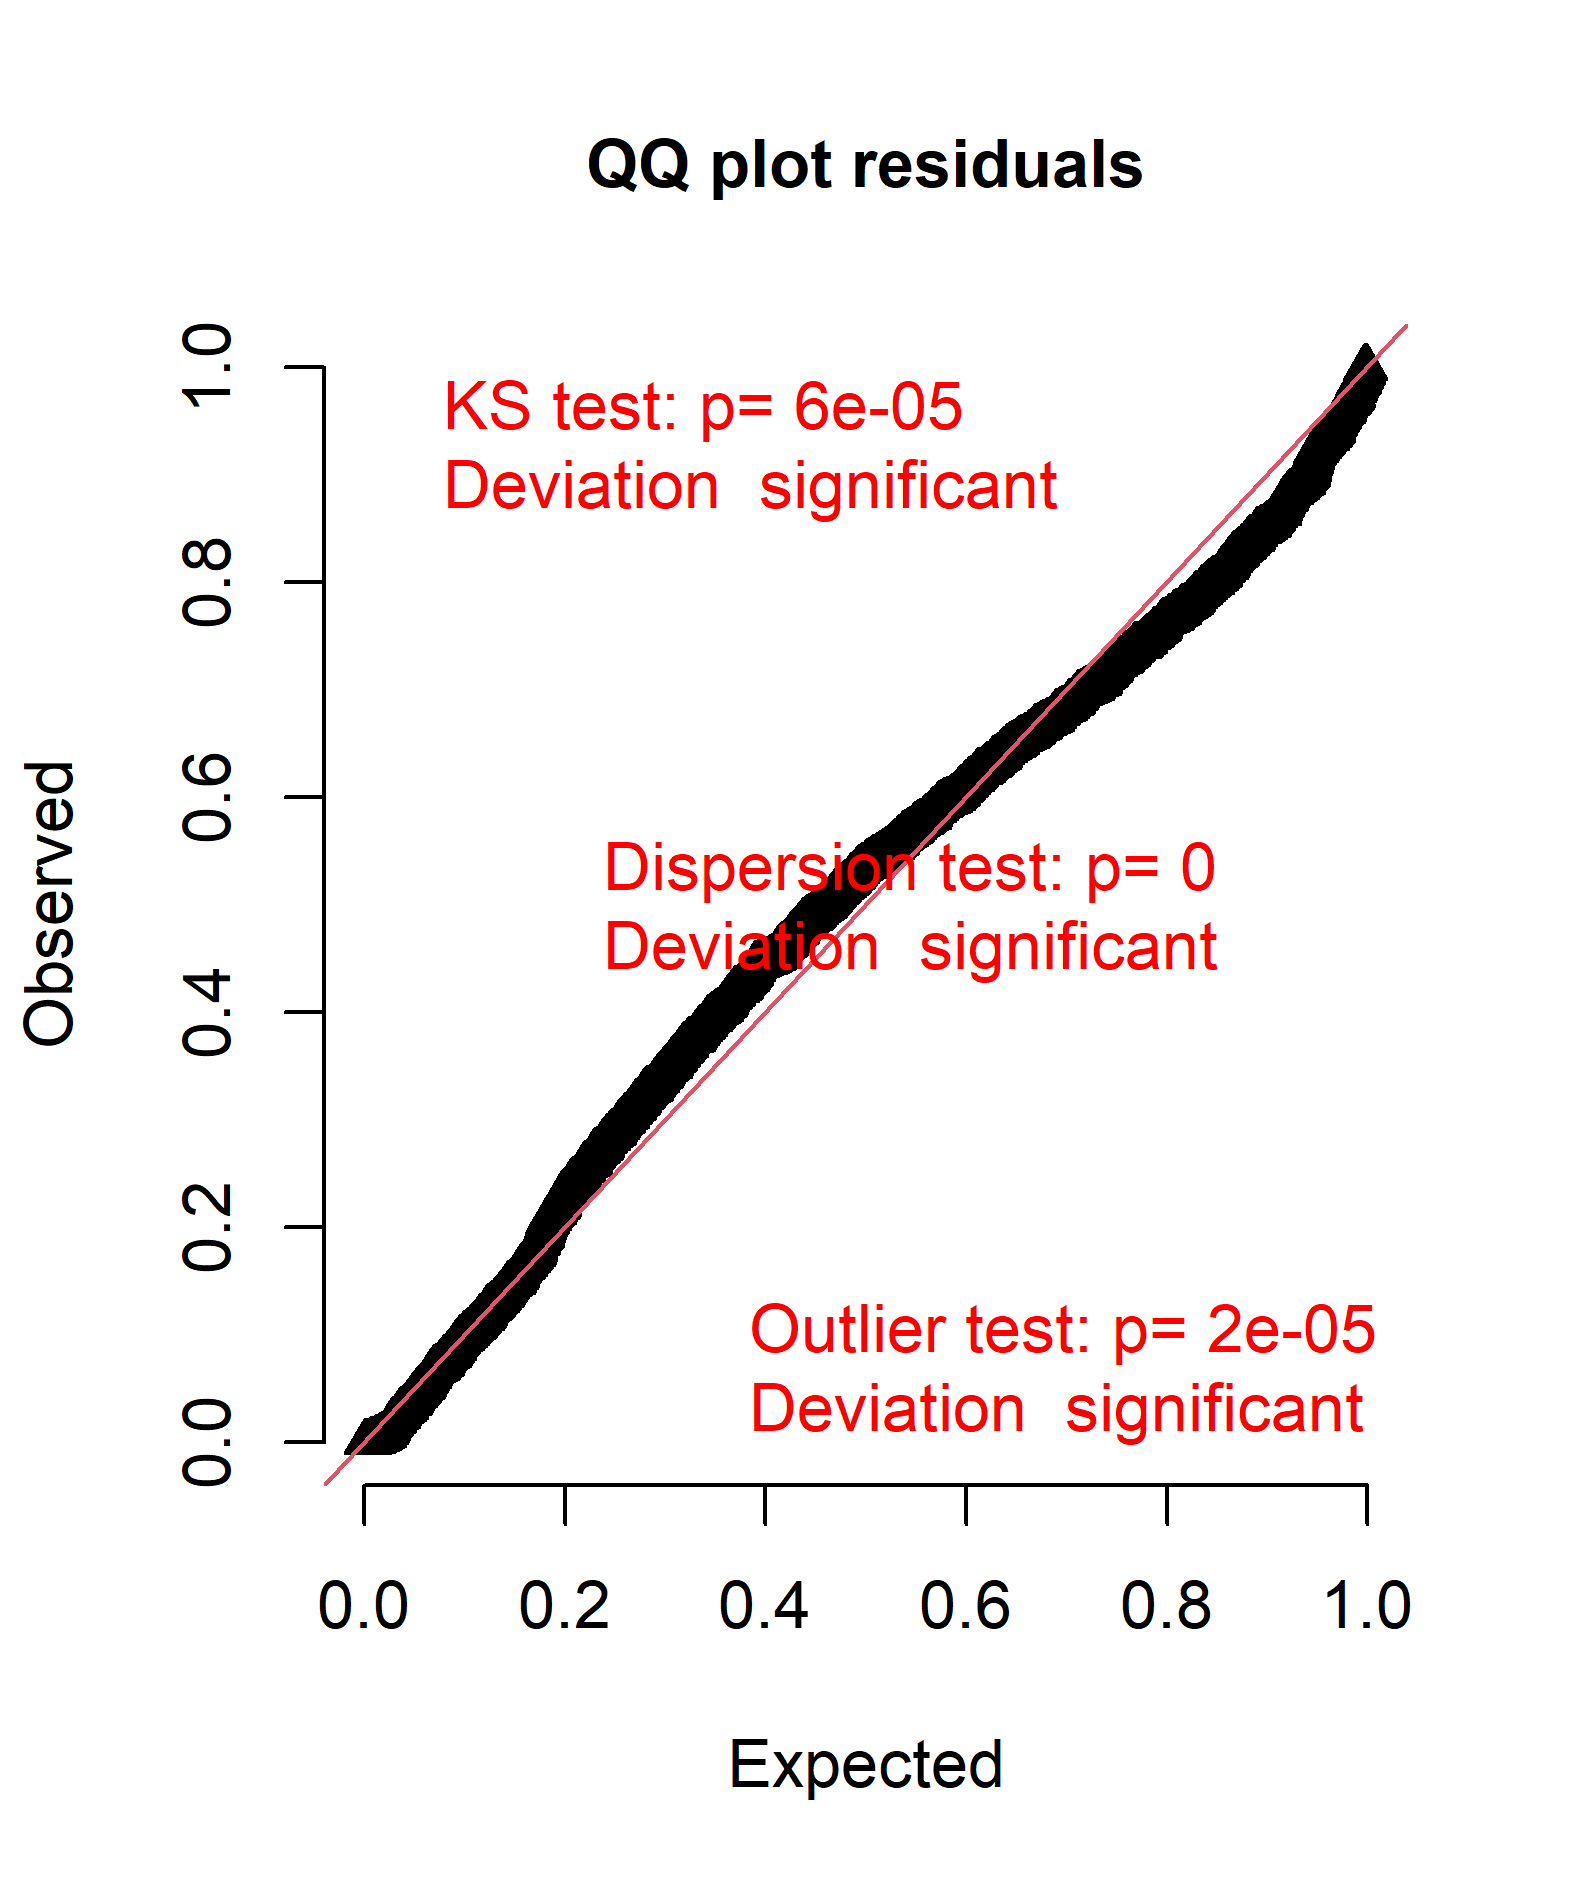 QQ plot residuals
KS test: p= 6e-05
Deviation  significant
Dispersion test: p= 0
Deviation  significant
Outlier test: p= 2e-05
Deviation  significant
Observed
1.0
0.8
0.6
0.4
0.2
0.0
0.0 0.2 0.4 0.6 0.8 1.0
Expected